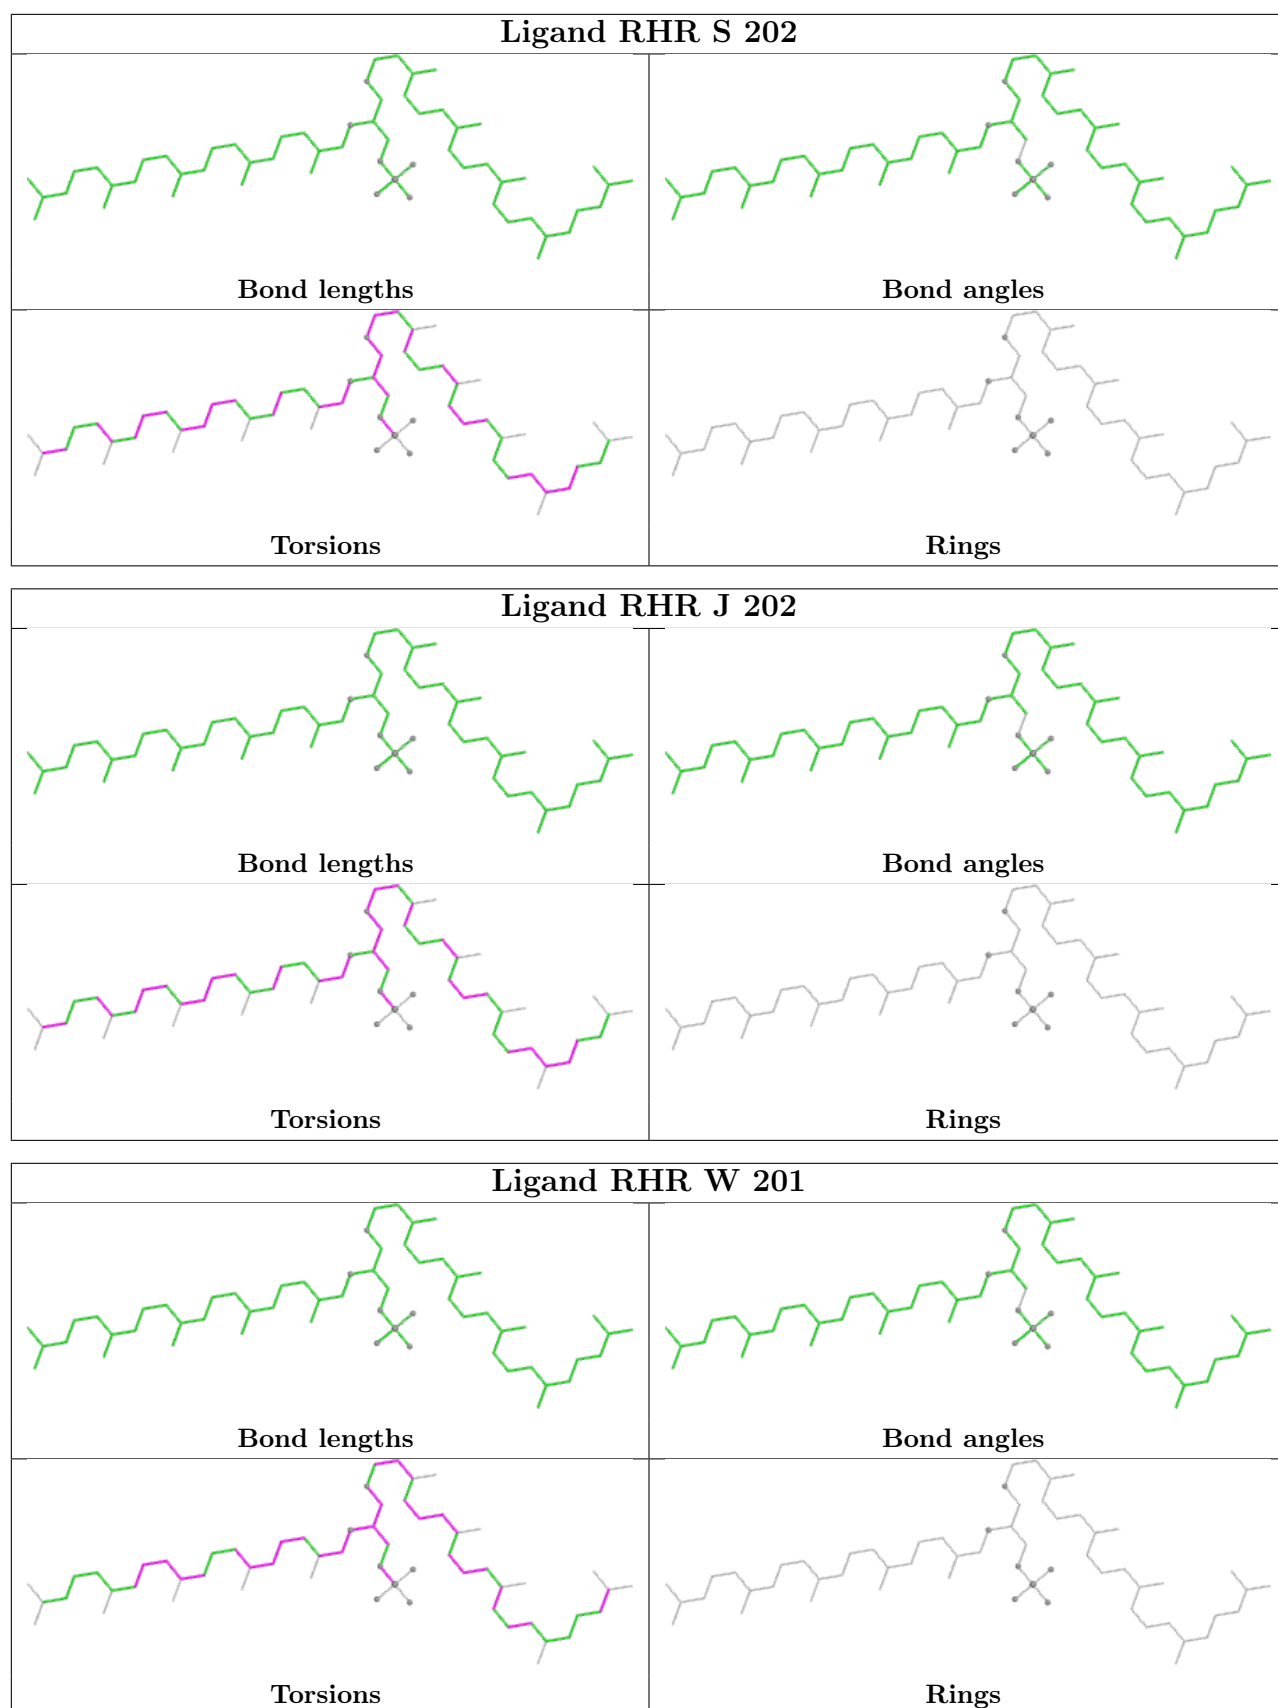 Ligand RHR S 202
Bond lengths
Bond angles
Torsions
Rings
Ligand RHR J 202
Bond lengths
Bond angles
Torsions
Rings
Ligand RHR W 201
Bond lengths
Bond angles
Torsions
Rings